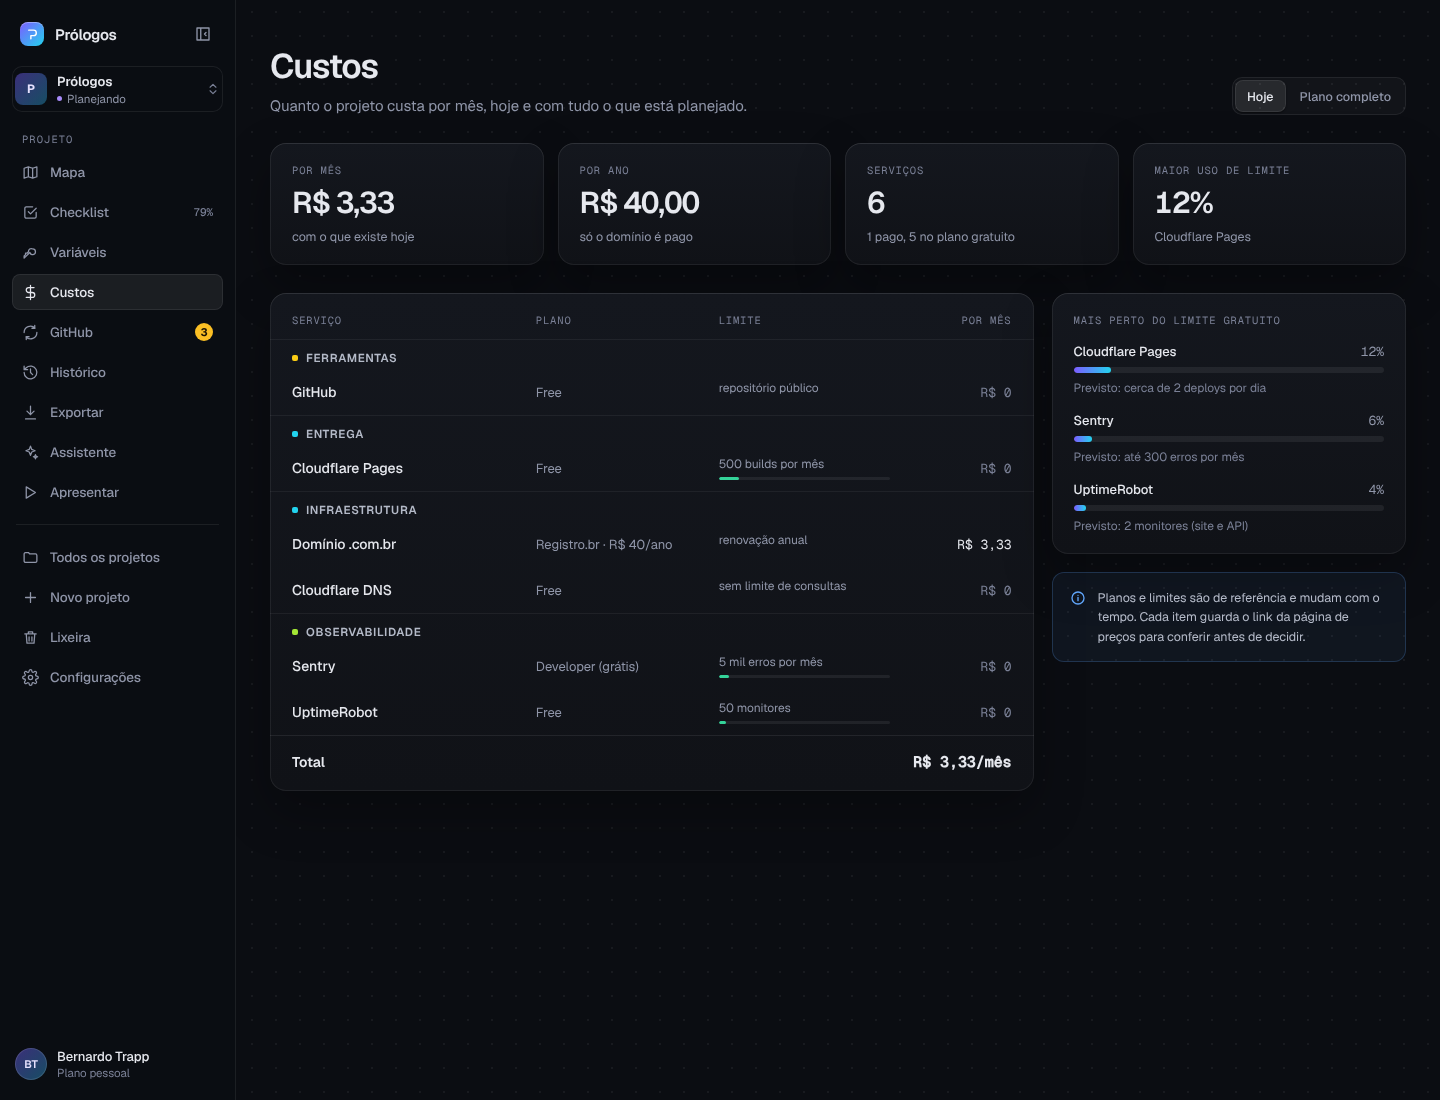 Prólogos
P
Prólogos
Planejando
PROJETO
Mapa
Checklist 79%
Variáveis
Custos
GitHub 3
Histórico
Exportar
Assistente
Apresentar
Todos os projetos
Novo projeto
Lixeira
Configurações
BT
Bernardo Trapp
Plano pessoal
Custos
Quanto o projeto custa por mês, hoje e com tudo o que está planejado.
Hoje Plano completo
POR MÊS
R$ 3,33
com o que existe hoje
POR ANO
R$ 40,00
só o domínio é pago
SERVIÇOS
6
1 pago, 5 no plano gratuito
MAIOR USO DE LIMITE
12%
Cloudflare Pages
SERVIÇO PLANO LIMITE POR MÊS
FERRAMENTAS
GitHub Free repositório público R$ 0
ENTREGA
Cloudflare Pages Free 500 builds por mês R$ 0
INFRAESTRUTURA
Domínio .com.br Registro.br · R$ 40/ano renovação anual R$ 3,33
Cloudflare DNS Free sem limite de consultas R$ 0
OBSERVABILIDADE
Sentry Developer (grátis) 5 mil erros por mês R$ 0
UptimeRobot Free 50 monitores R$ 0
Total R$ 3,33/mês
MAIS PERTO DO LIMITE GRATUITO
Cloudflare Pages 12%
Previsto: cerca de 2 deploys por dia
Sentry 6%
Previsto: até 300 erros por mês
UptimeRobot 4%
Previsto: 2 monitores (site e API)
Planos e limites são de referência e mudam com o
tempo. Cada item guarda o link da página de
preços para conferir antes de decidir.